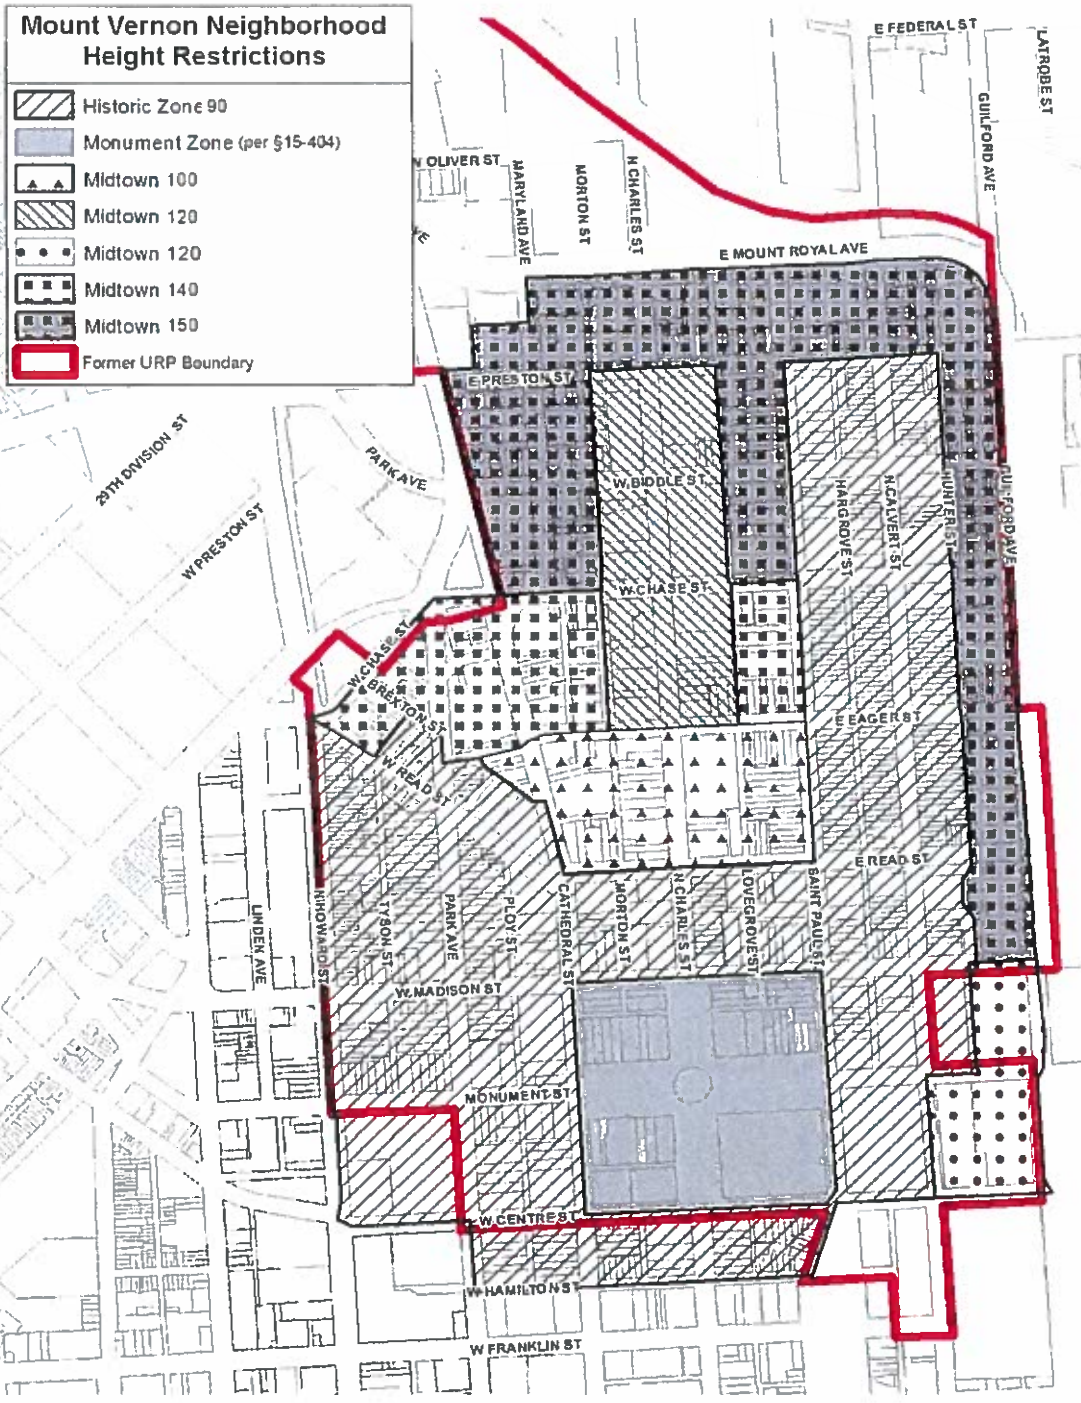 Mount Vernon Neighborhood
Height Restrictions
Historic Zone 90
Monument Zone (per §15-404)
Midtown 100
Midtown 120
Midtown 120
Midtown 140
Midtown 150
Former URP Boundary
E FEDERAL ST
LATROBE ST
GUILFORD AVE
N OLIVER ST
MARYLAND AVE
MORTON ST
N CHARLES ST
E MOUNT ROYAL AVE
E PRESTON ST
29TH DIVISION ST
PARK AVE
W PRESTON ST
W BIDDLE ST
HARGROVE ST
N CALVERT ST
HUNTER ST
GUILFORD AVE
W CHASE ST
W CHASE ST
BREXTON ST
W READ ST
E EAGER ST
E READ ST
LINDEN AVE
N HOWARD ST
TYSON ST
PARK AVE
PLOY ST
CATHEDRAL ST
MORTON ST
N CHARLES ST
LOVEGROVE ST
SAINT PAUL ST
W MADISON ST
MONUMENT ST
W CENTRE ST
W HAMILTON ST
W FRANKLIN ST